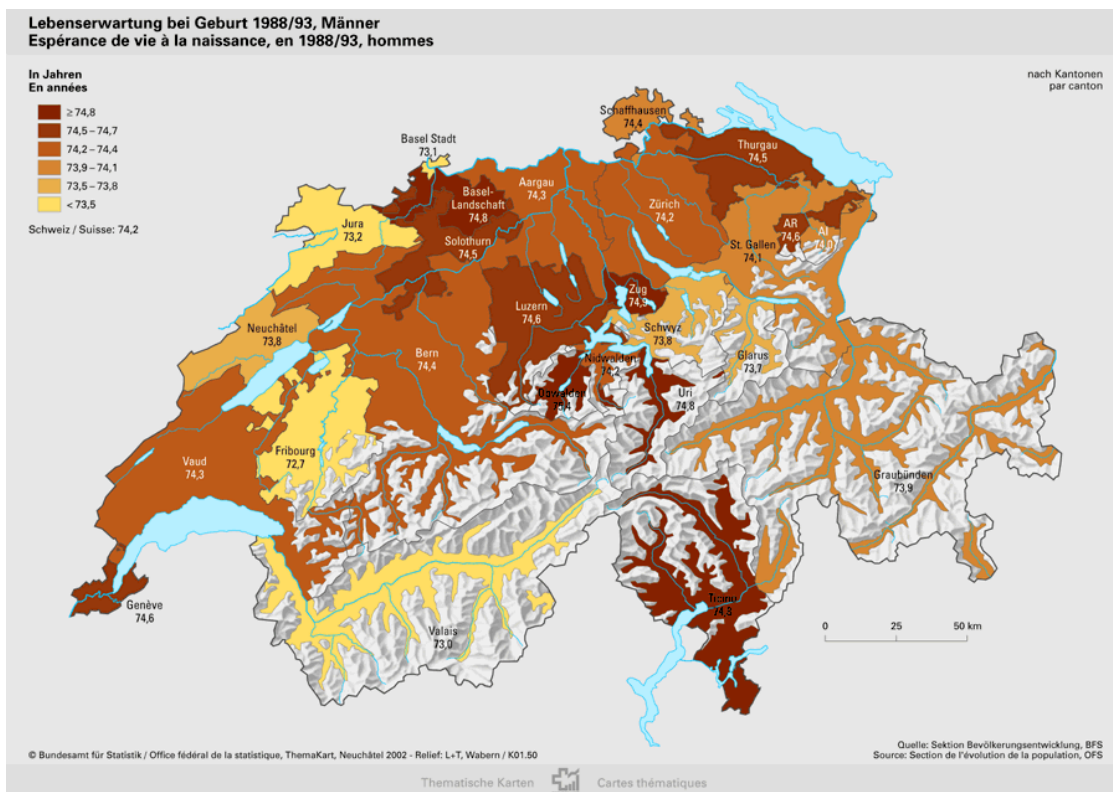 Lebenserwartung bei Geburt 1988/93, Männer
Espérance de vie à la naissance, en 1988/93, hommes
In Jahren
En années
≥ 74,8
74,5 – 74,7
74,2 – 74,4
73,9 – 74,1
73,5 – 73,8
< 73,5
Schweiz / Suisse: 74,2
nach Kantonen
par canton
Schaffhausen
74,4
Basel Stadt
73,1
Thurgau
74,5
Aargau
74,3
Basel-
Landschaft
74,8
Zürich
74,2
Jura
73,2
Solothurn
74,5
AR
74,6
AI
74,0
St. Gallen
74,1
Zug
74,9
Luzern
74,6
Neuchâtel
73,8
Schwyz
73,8
Bern
74,4
Nidwalden
74,2
Glarus
73,7
Obwalden
75,4
Uri
74,8
Fribourg
72,7
Vaud
74,3
Graubünden
73,9
Genève
74,6
Ticino
74,8
Valais
73,0
0 25 50 km
© Bundesamt für Statistik / Office fédéral de la statistique, ThemaKart, Neuchâtel 2002 - Relief: L+T, Wabern / K01.50
Quelle: Sektion Bevölkerungsentwicklung, BFS
Source: Section de l'évolution de la population, OFS
Thematische Karten Cartes thématiques